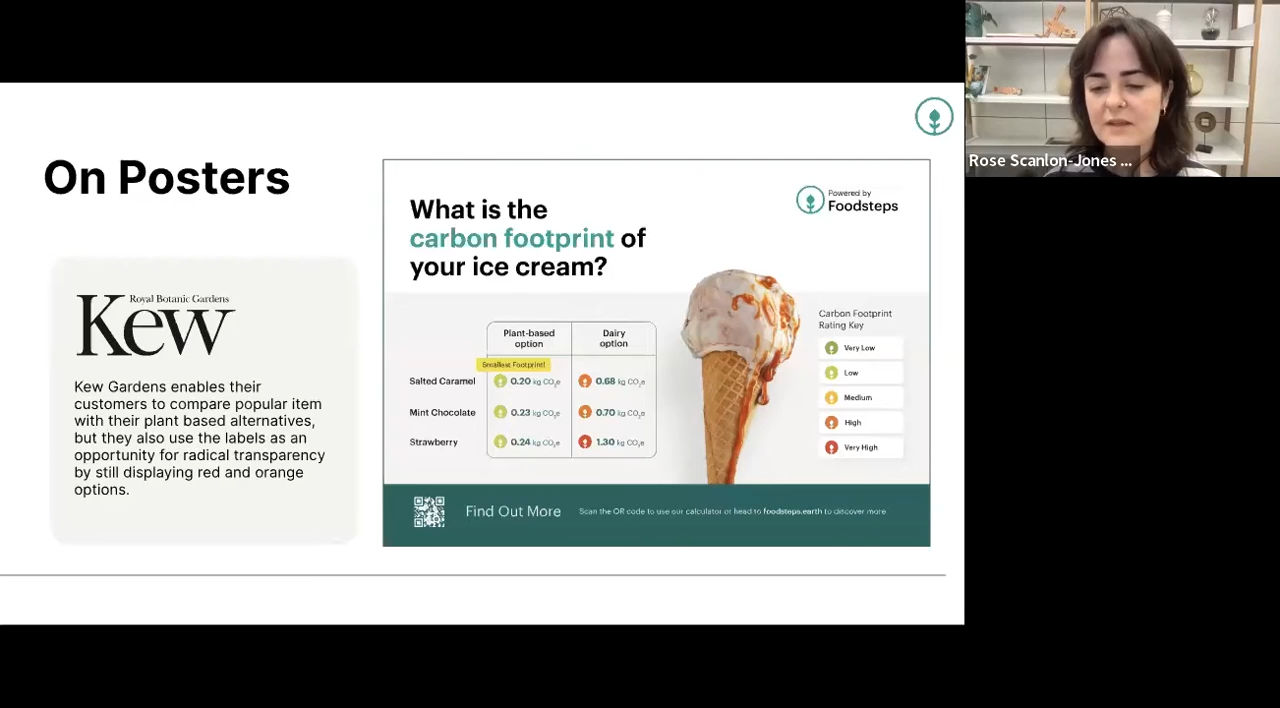 On Posters
Royal Botanic Gardens
Kew
Kew Gardens enables their
customers to compare popular item
with their plant based alternatives,
but they also use the labels as an
opportunity for radical transparency
by still displaying red and orange
options.
What is the
carbon footprint of
your ice cream?
Powered by
Foodsteps
Plant-based
option
Dairy
option
Smallest Footprint!
Salted Caramel 0.20 kg CO₂e 0.68 kg CO₂e
Mint Chocolate 0.23 kg CO₂e 0.70 kg CO₂e
Strawberry 0.24 kg CO₂e 1.30 kg CO₂e
Carbon Footprint
Rating Key
Very Low
Low
Medium
High
Very High
Find Out More
Scan the QR code to use our calculator or head to foodsteps.earth to discover more
Rose Scanlon-Jones ...